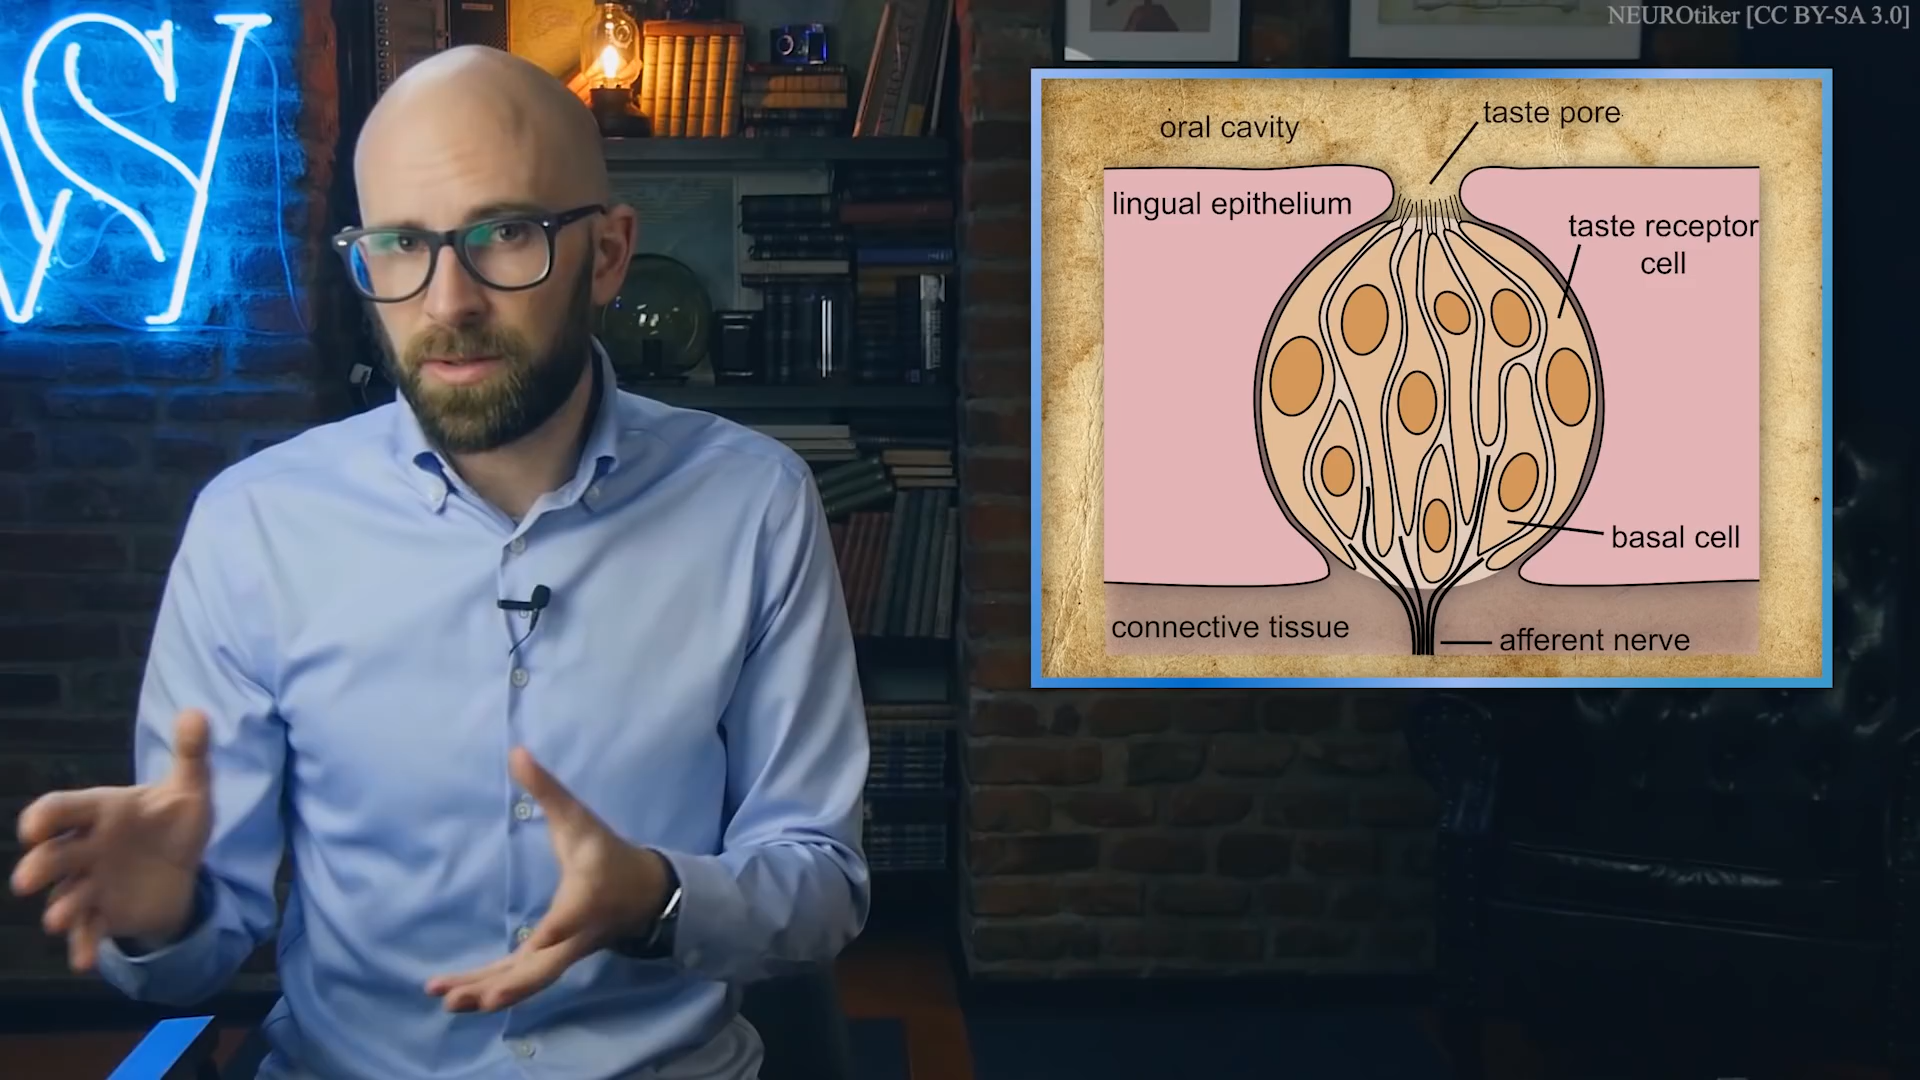 NEUROtiker [CC BY-SA 3.0]
oral cavity
taste pore
lingual epithelium
taste receptor
cell
basal cell
connective tissue
afferent nerve